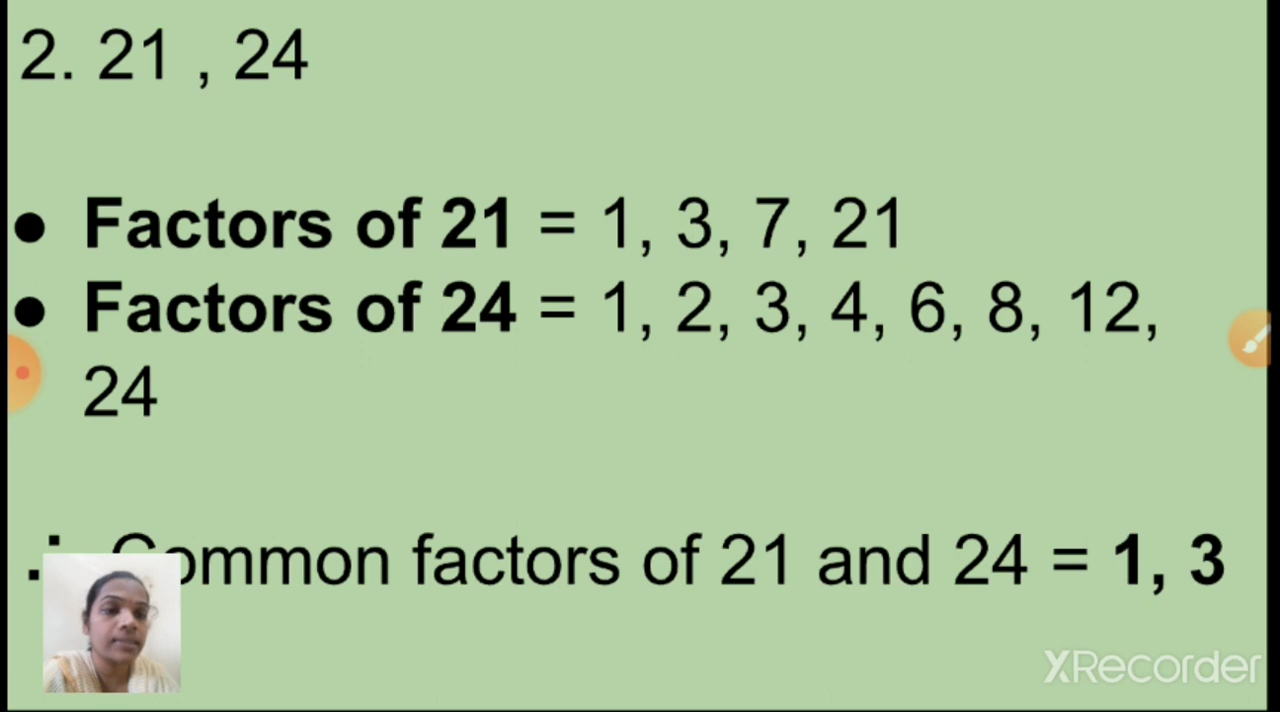 2. 21 , 24
● Factors of 21 = 1, 3, 7, 21
● Factors of 24 = 1, 2, 3, 4, 6, 8, 12,
24
∴ Common factors of 21 and 24 = 1, 3
XRecorder